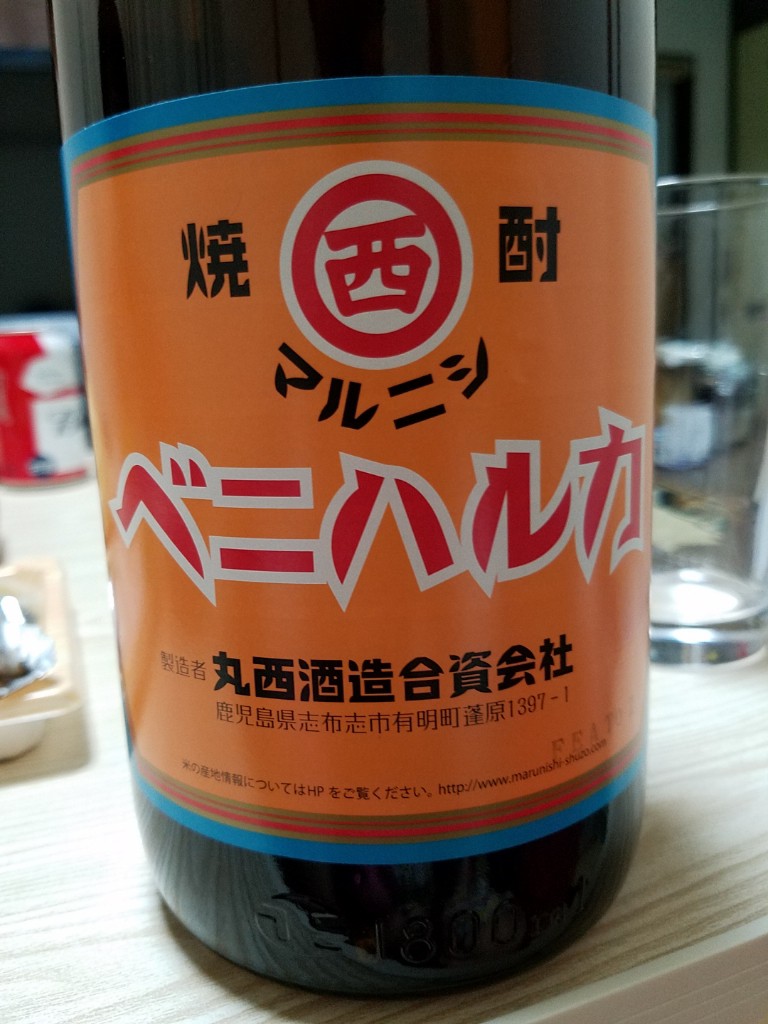 焼 西 酎
マルニシ
ベニハルカ
製造者 丸西酒造合資会社
鹿児島県志布志市有明町蓬原1397-1
米の産地情報についてはHPをご覧ください。http://www.marunishi-shuzo.com
1800